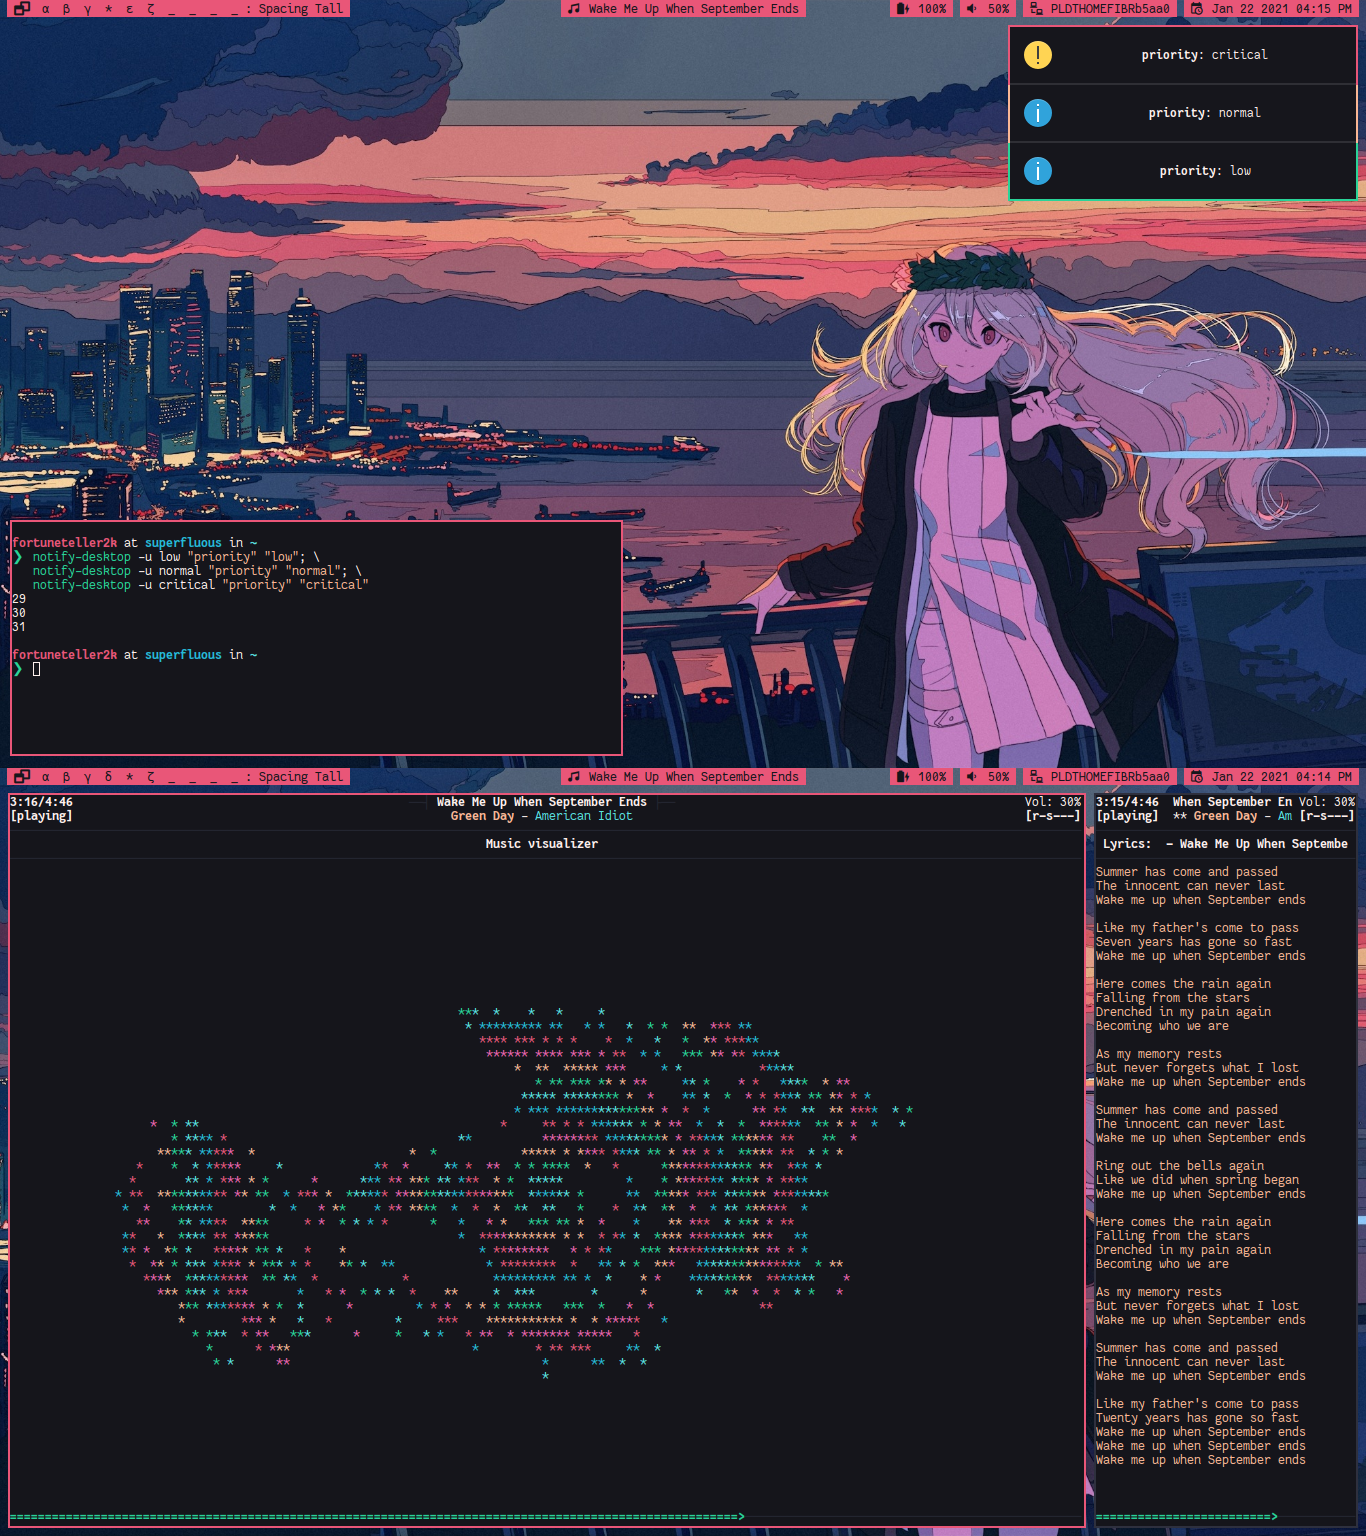 α β γ * ε ζ _ _ _ _ : Spacing Tall
Wake Me Up When September Ends
100%
50%
PLDTHOMEFIBRb5aa0
Jan 22 2021 04:15 PM
priority: critical
priority: normal
priority: low
fortuneteller2k at superfluous in ~
❯ notify-desktop -u low "priority" "low"; \
notify-desktop -u normal "priority" "normal"; \
notify-desktop -u critical "priority" "critical"
29
30
31
fortuneteller2k at superfluous in ~
❯
α β γ δ * ζ _ _ _ _ : Spacing Tall
Wake Me Up When September Ends
100%
50%
PLDTHOMEFIBRb5aa0
Jan 22 2021 04:14 PM
3:16/4:46 Wake Me Up When September Ends Vol: 30%
[playing] Green Day - American Idiot [r-s---]
Music visualizer
3:15/4:46 When September En Vol: 30%
[playing] ** Green Day - Am [r-s---]
Lyrics: - Wake Me Up When Septembe
Summer has come and passed
The innocent can never last
Wake me up when September ends
Like my father's come to pass
Seven years has gone so fast
Wake me up when September ends
Here comes the rain again
Falling from the stars
Drenched in my pain again
Becoming who we are
As my memory rests
But never forgets what I lost
Wake me up when September ends
Summer has come and passed
The innocent can never last
Wake me up when September ends
Ring out the bells again
Like we did when spring began
Wake me up when September ends
Here comes the rain again
Falling from the stars
Drenched in my pain again
Becoming who we are
As my memory rests
But never forgets what I lost
Wake me up when September ends
Summer has come and passed
The innocent can never last
Wake me up when September ends
Like my father's come to pass
Twenty years has gone so fast
Wake me up when September ends
Wake me up when September ends
Wake me up when September ends